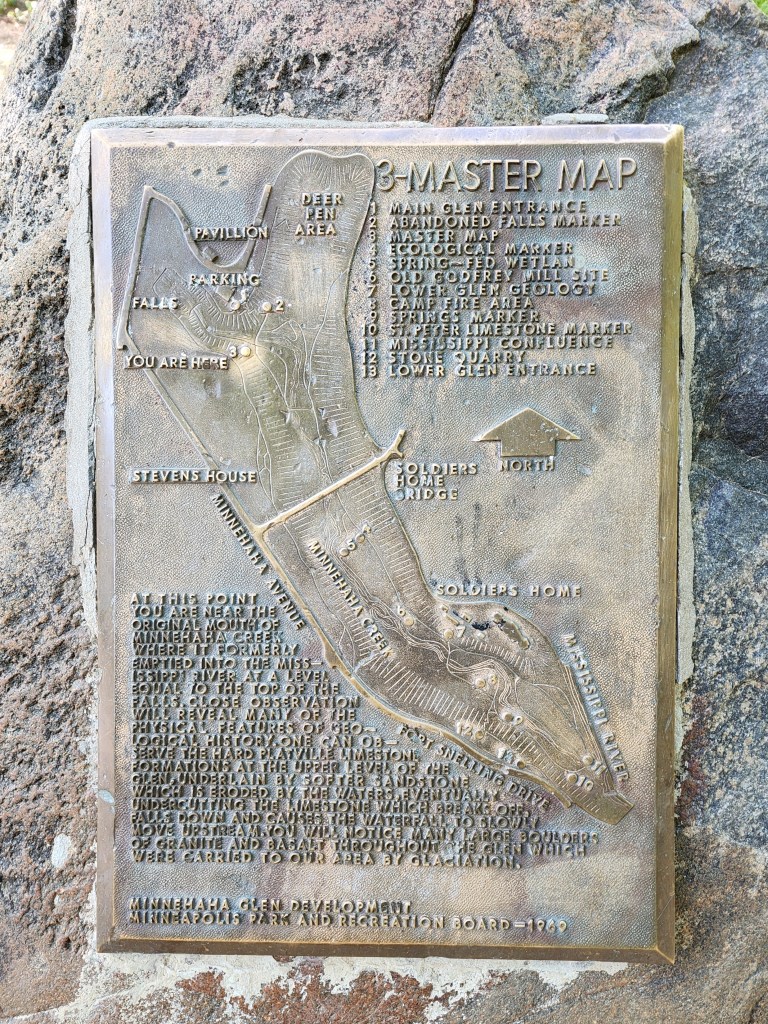 3-MASTER MAP
1 MAIN GLEN ENTRANCE
2 ABANDONED FALLS MARKER
3 MASTER MAP
4 ECOLOGICAL MARKER
5 SPRING-FED WETLAN
6 OLD GODFREY MILL SITE
7 LOWER GLEN GEOLOGY
8 CAMP FIRE AREA
9 SPRINGS MARKER
10 ST. PETER LIMESTONE MARKER
11 MISSISSIPPI CONFLUENCE
12 STONE QUARRY
13 LOWER GLEN ENTRANCE
DEER
PEN
AREA
PAVILLION
PARKING
FALLS
1
2
YOU ARE HERE
3
NORTH
STEVENS HOUSE
SOLDIERS
HOME
BRIDGE
MINNEHAHA AVENUE
MINNEHAHA CREEK
SOLDIERS HOME
6
7
8
9
MISSISSIPPI RIVER
FORT SNELLING DRIVE
11
AT THIS POINT
YOU ARE NEAR THE
ORIGINAL MOUTH OF
MINNEHAHA CREEK
WHERE IT FORMERLY
EMPTIED INTO THE MISS-
ISSIPPI RIVER AT A LEVEL
EQUAL TO THE TOP OF THE
FALLS. CLOSE OBSERVATION
WILL REVEAL MANY OF THE
PHYSICAL FEATURES OF GEO-
LOGICAL HISTORY. ONE CAN OB-
SERVE THE HARD PLATVILLE LIMESTONE
FORMATIONS AT THE UPPER LEVEL OF THE
GLEN, UNDERLAIN BY SOFTER SANDSTONE
WHICH IS ERODED BY THE WATERS, EVENTUALLY
UNDERCUTTING THE LIMESTONE WHICH BREAKS OFF,
FALLS DOWN AND CAUSES THE WATERFALL TO SLOWLY
MOVE UPSTREAM. YOU WILL NOTICE MANY LARGE BOULDERS
OF GRANITE AND BASALT THROUGHOUT THE GLEN WHICH
WERE CARRIED TO OUR AREA BY GLACIATION.
MINNEHAHA GLEN DEVELOPMENT
MINNEAPOLIS PARK AND RECREATION BOARD-1969